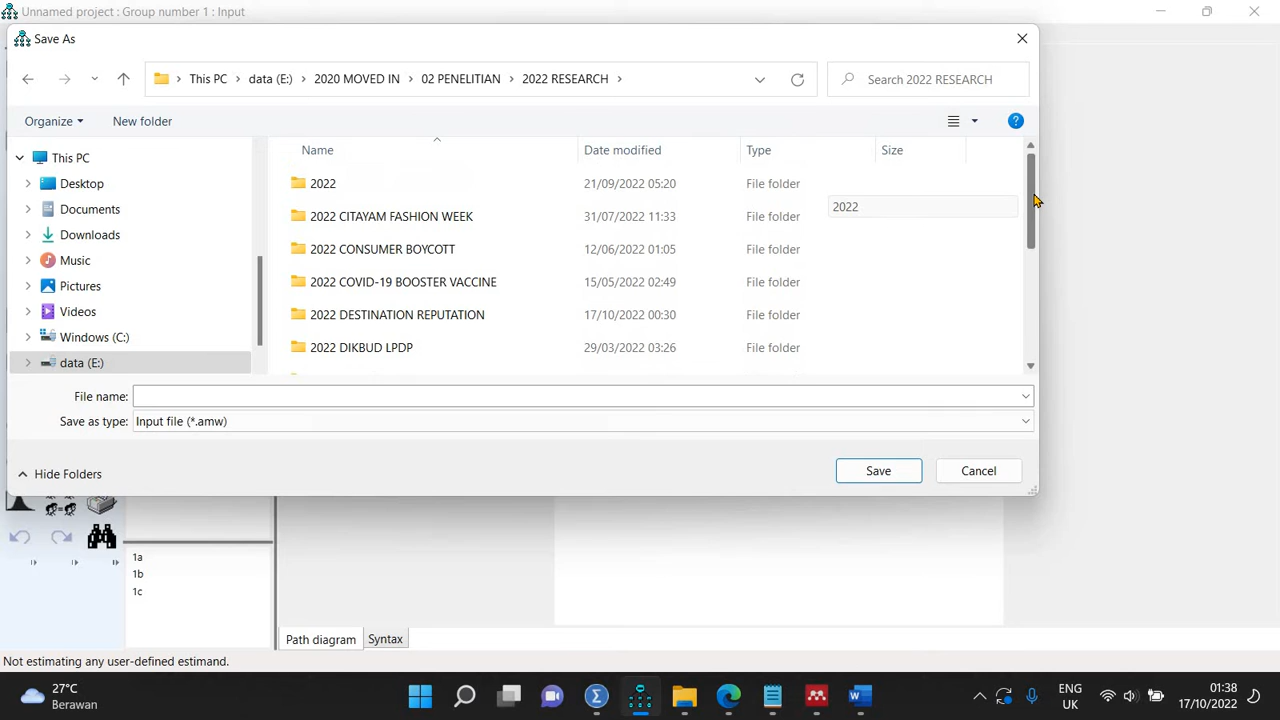 Unnamed project : Group number 1 : Input
Save As
This PC > data (E:) > 2020 MOVED IN > 02 PENELITIAN > 2022 RESEARCH >
Search 2022 RESEARCH
Organize
New folder
Name
Date modified
Type
Size
This PC
Desktop
Documents
Downloads
Music
Pictures
Videos
Windows (C:)
data (E:)
2022 21/09/2022 05:20 File folder
2022
2022 CITAYAM FASHION WEEK 31/07/2022 11:33 File folder
2022 CONSUMER BOYCOTT 12/06/2022 01:05 File folder
2022 COVID-19 BOOSTER VACCINE 15/05/2022 02:49 File folder
2022 DESTINATION REPUTATION 17/10/2022 00:30 File folder
2022 DIKBUD LPDP 29/03/2022 03:26 File folder
File name:
Save as type: Input file (*.amw)
Hide Folders
Save
Cancel
1a
1b
1c
Path diagram
Syntax
Not estimating any user-defined estimand.
27°C
Berawan
ENG
UK
01:38
17/10/2022